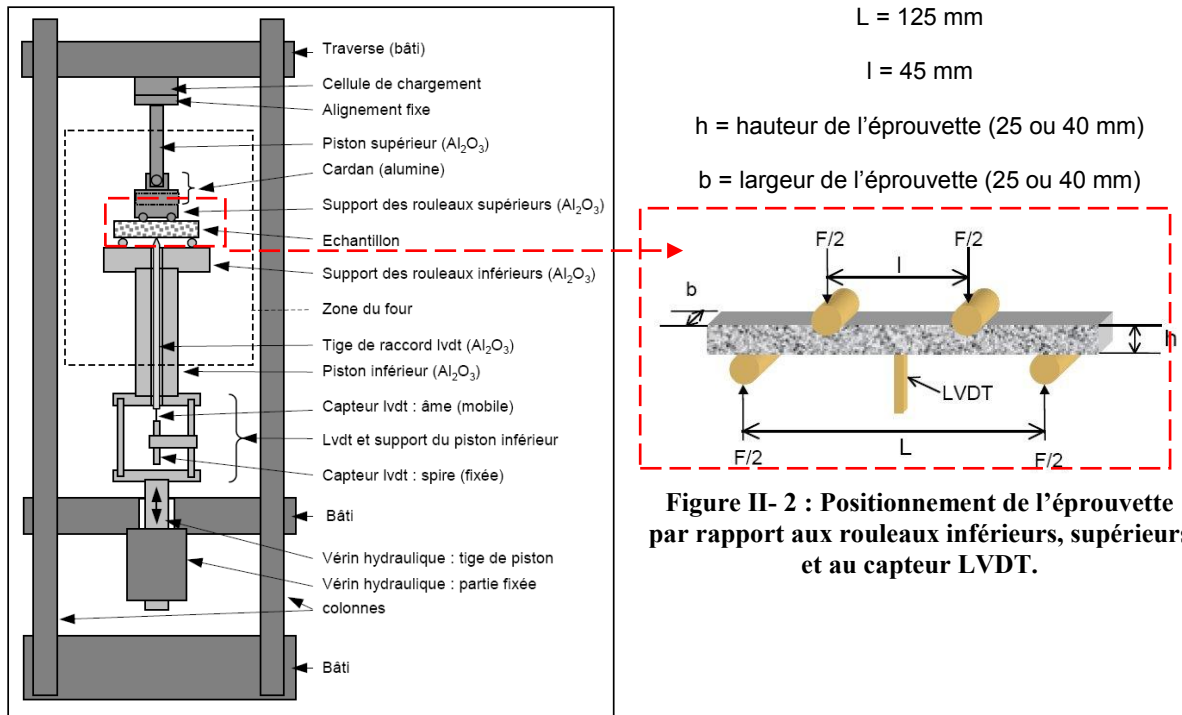 Traverse (bâti)
Cellule de chargement
Alignement fixe
Piston supérieur (Al₂O₃)
Cardan (alumine)
Support des rouleaux supérieurs (Al₂O₃)
Echantillon
Support des rouleaux inférieurs (Al₂O₃)
Zone du four
Tige de raccord lvdt (Al₂O₃)
Piston inférieur (Al₂O₃)
Capteur lvdt : âme (mobile)
Lvdt et support du piston inférieur
Capteur lvdt : spire (fixée)
Bâti
Vérin hydraulique : tige de piston
Vérin hydraulique : partie fixée
colonnes
Bâti
L = 125 mm
l = 45 mm
h = hauteur de l’éprouvette (25 ou 40 mm)
b = largeur de l’éprouvette (25 ou 40 mm)
F/2 F/2
l
b
h
LVDT
L
F/2 F/2
Figure II- 2 : Positionnement de l’éprouvette
par rapport aux rouleaux inférieurs, supérieurs
et au capteur LVDT.